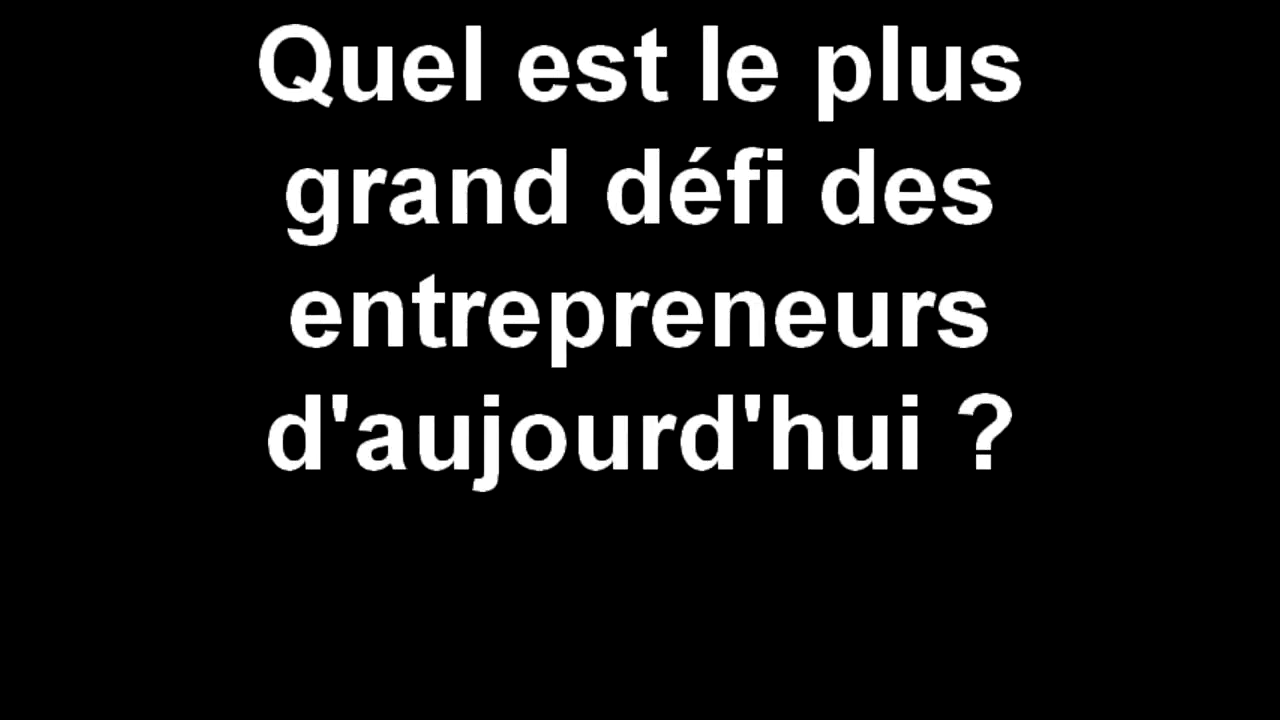 Quel est le plus
grand défi des
entrepreneurs
d'aujourd'hui ?